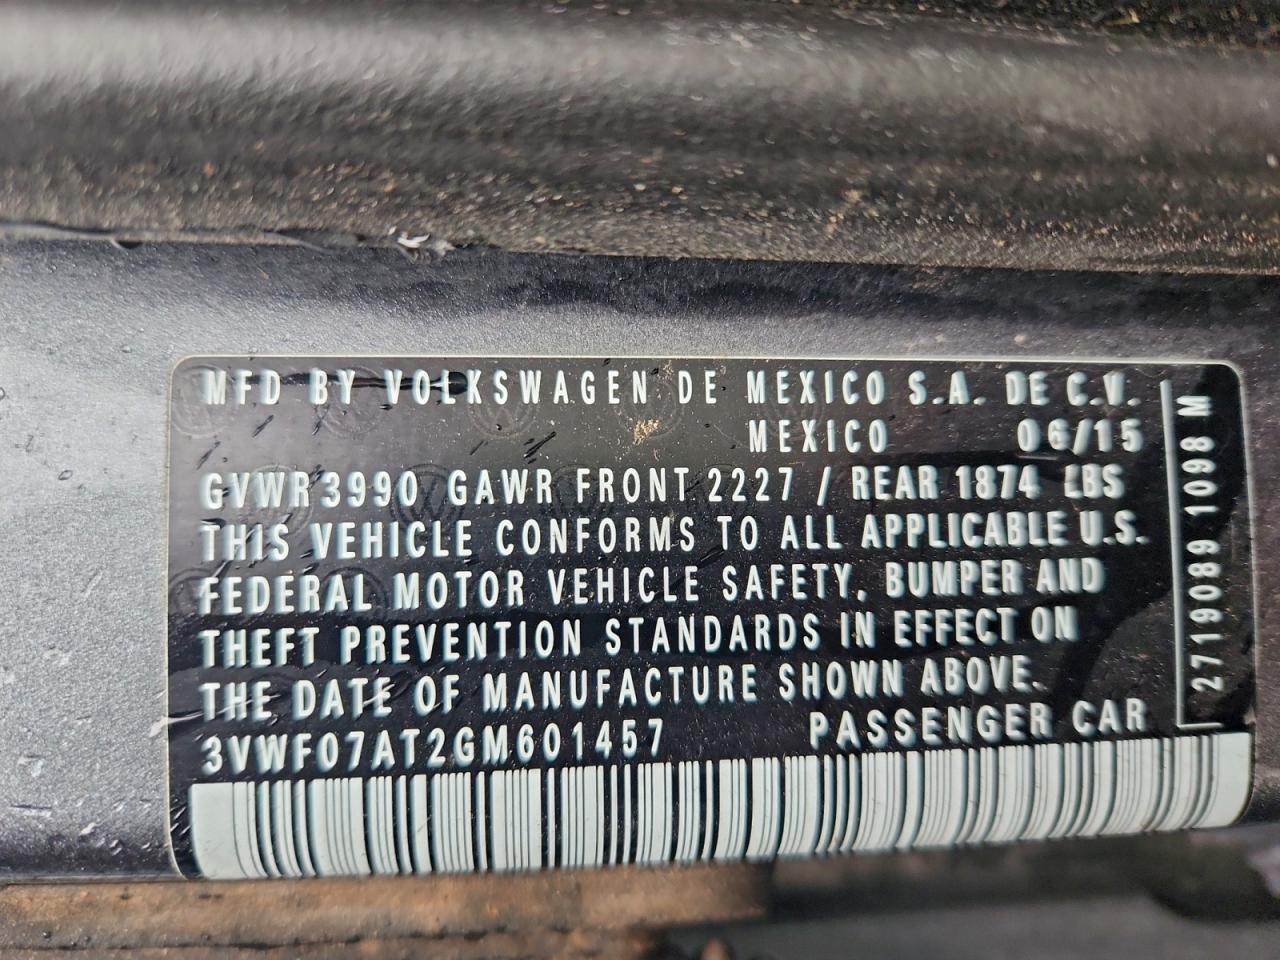 MFD BY VOLKSWAGEN DE MEXICO S.A. DE C.V.
MEXICO 06/15
GVWR 3990 GAWR FRONT 2227 / REAR 1874 LBS
THIS VEHICLE CONFORMS TO ALL APPLICABLE U.S.
FEDERAL MOTOR VEHICLE SAFETY, BUMPER AND
THEFT PREVENTION STANDARDS IN EFFECT ON
THE DATE OF MANUFACTURE SHOWN ABOVE.
3VWF07AT2GM601457 PASSENGER CAR
2719089 1098 M